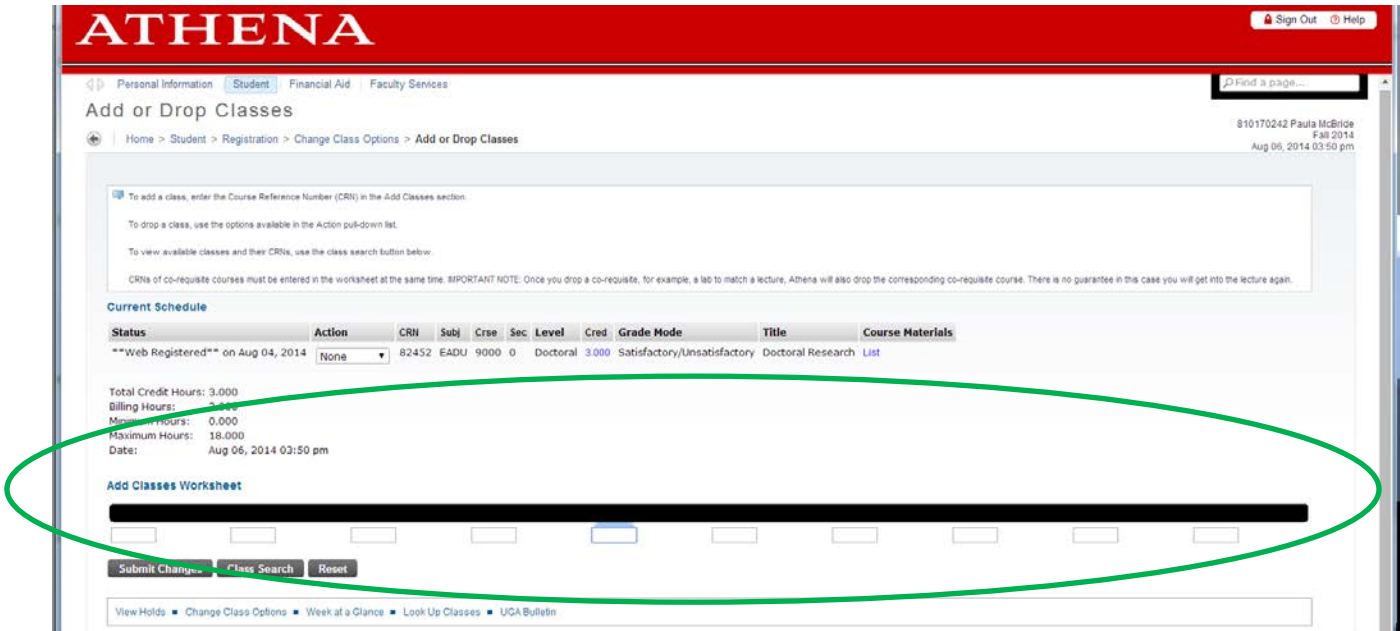 ATHENA
Sign Out Help
Personal Information Student Financial Aid Faculty Services
Find a page...
Add or Drop Classes
810170242 Paula McBride
Fall 2014
Aug 06, 2014 03:50 pm
Home > Student > Registration > Change Class Options > Add or Drop Classes
To add a class, enter the Course Reference Number (CRN) in the Add Classes section.
To drop a class, use the options available in the Action pull-down list.
To view available classes and their CRNs, use the class search button below.
CRNs of co-requisite courses must be entered in the worksheet at the same time. IMPORTANT NOTE: Once you drop a co-requisite, for example, a lab to match a lecture, Athena will also drop the corresponding co-requisite course. There is no guarantee in this case you will get into the lecture again.
Current Schedule
Status Action CRN Subj Crse Sec Level Cred Grade Mode Title Course Materials
**Web Registered** on Aug 04, 2014 None 82452 EADU 9000 0 Doctoral 3.000 Satisfactory/Unsatisfactory Doctoral Research List
Total Credit Hours: 3.000
Billing Hours: 3.000
Minimum Hours: 0.000
Maximum Hours: 18.000
Date: Aug 06, 2014 03:50 pm
Add Classes Worksheet
Submit Changes Class Search Reset
View Holds ■ Change Class Options ■ Week at a Glance ■ Look Up Classes ■ UGA Bulletin